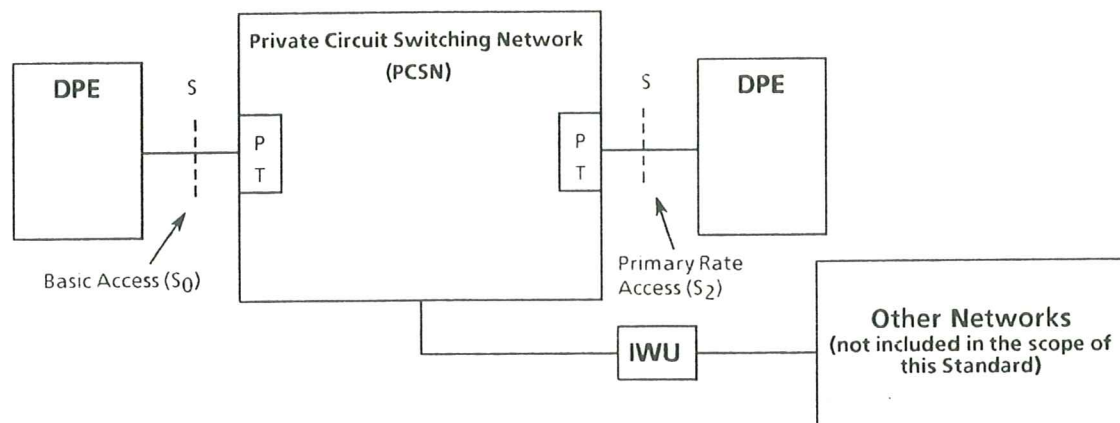 Private Circuit Switching Network
(PCSN)
DPE
S
P
T
Basic Access (S0)
P
T
S
DPE
Primary Rate
Access (S2)
IWU
Other Networks
(not included in the scope of
this Standard)